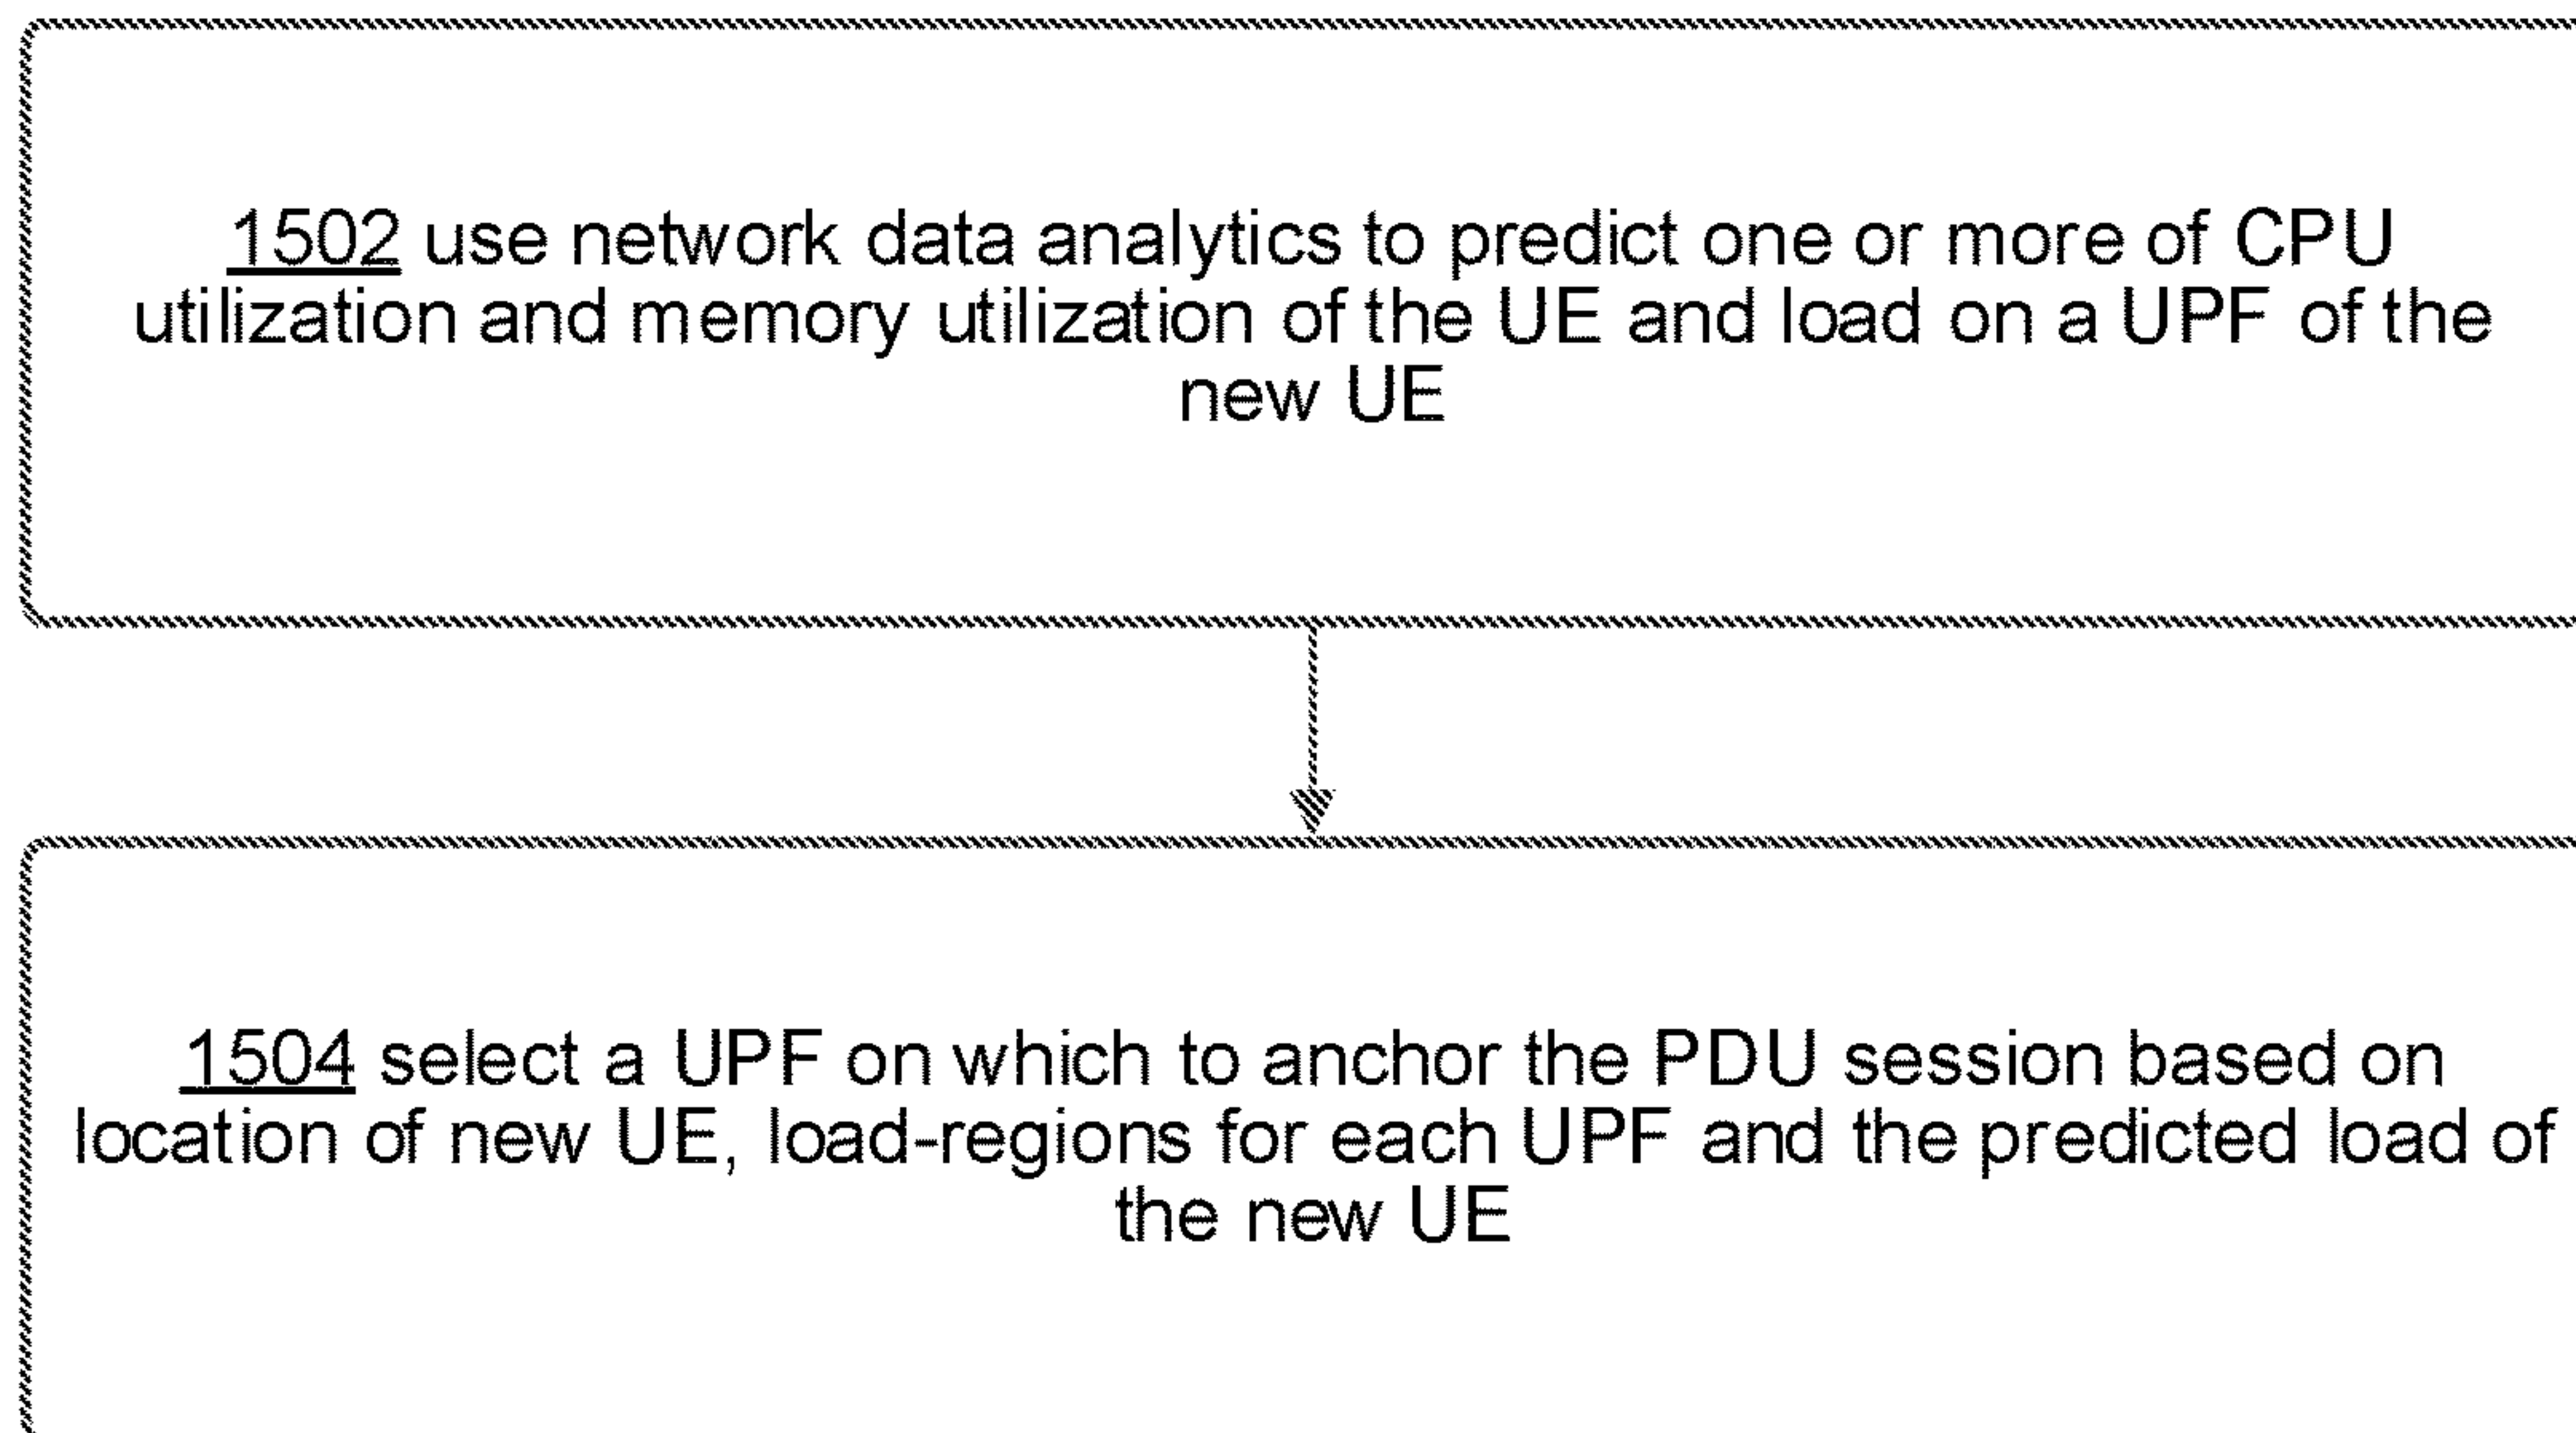 1502 use network data analytics to predict one or more of CPU
utilization and memory utilization of the UE and load on a UPF of the
new UE
1504 select a UPF on which to anchor the PDU session based on
location of new UE, load-regions for each UPF and the predicted load of
the new UE